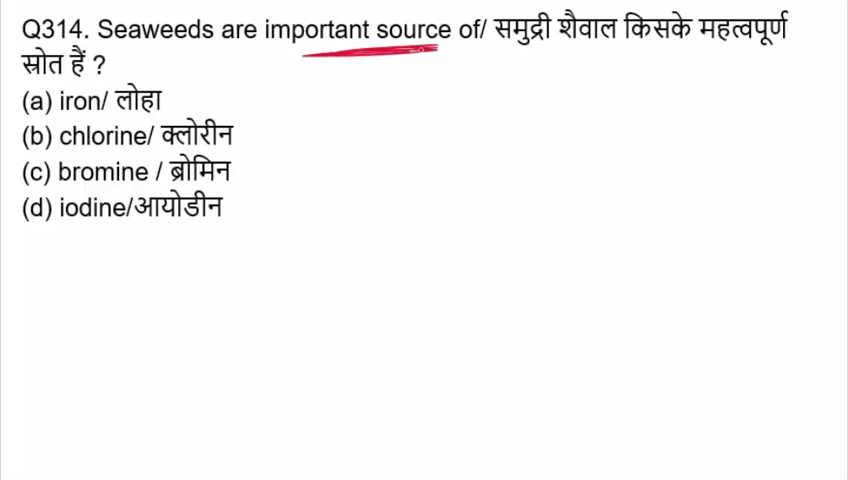 Q314. Seaweeds are important source of/ समुद्री शैवाल किसके महत्वपूर्ण
स्रोत हैं ?
(a) iron/ लोहा
(b) chlorine/ क्लोरीन
(c) bromine / ब्रोमिन
(d) iodine/आयोडीन